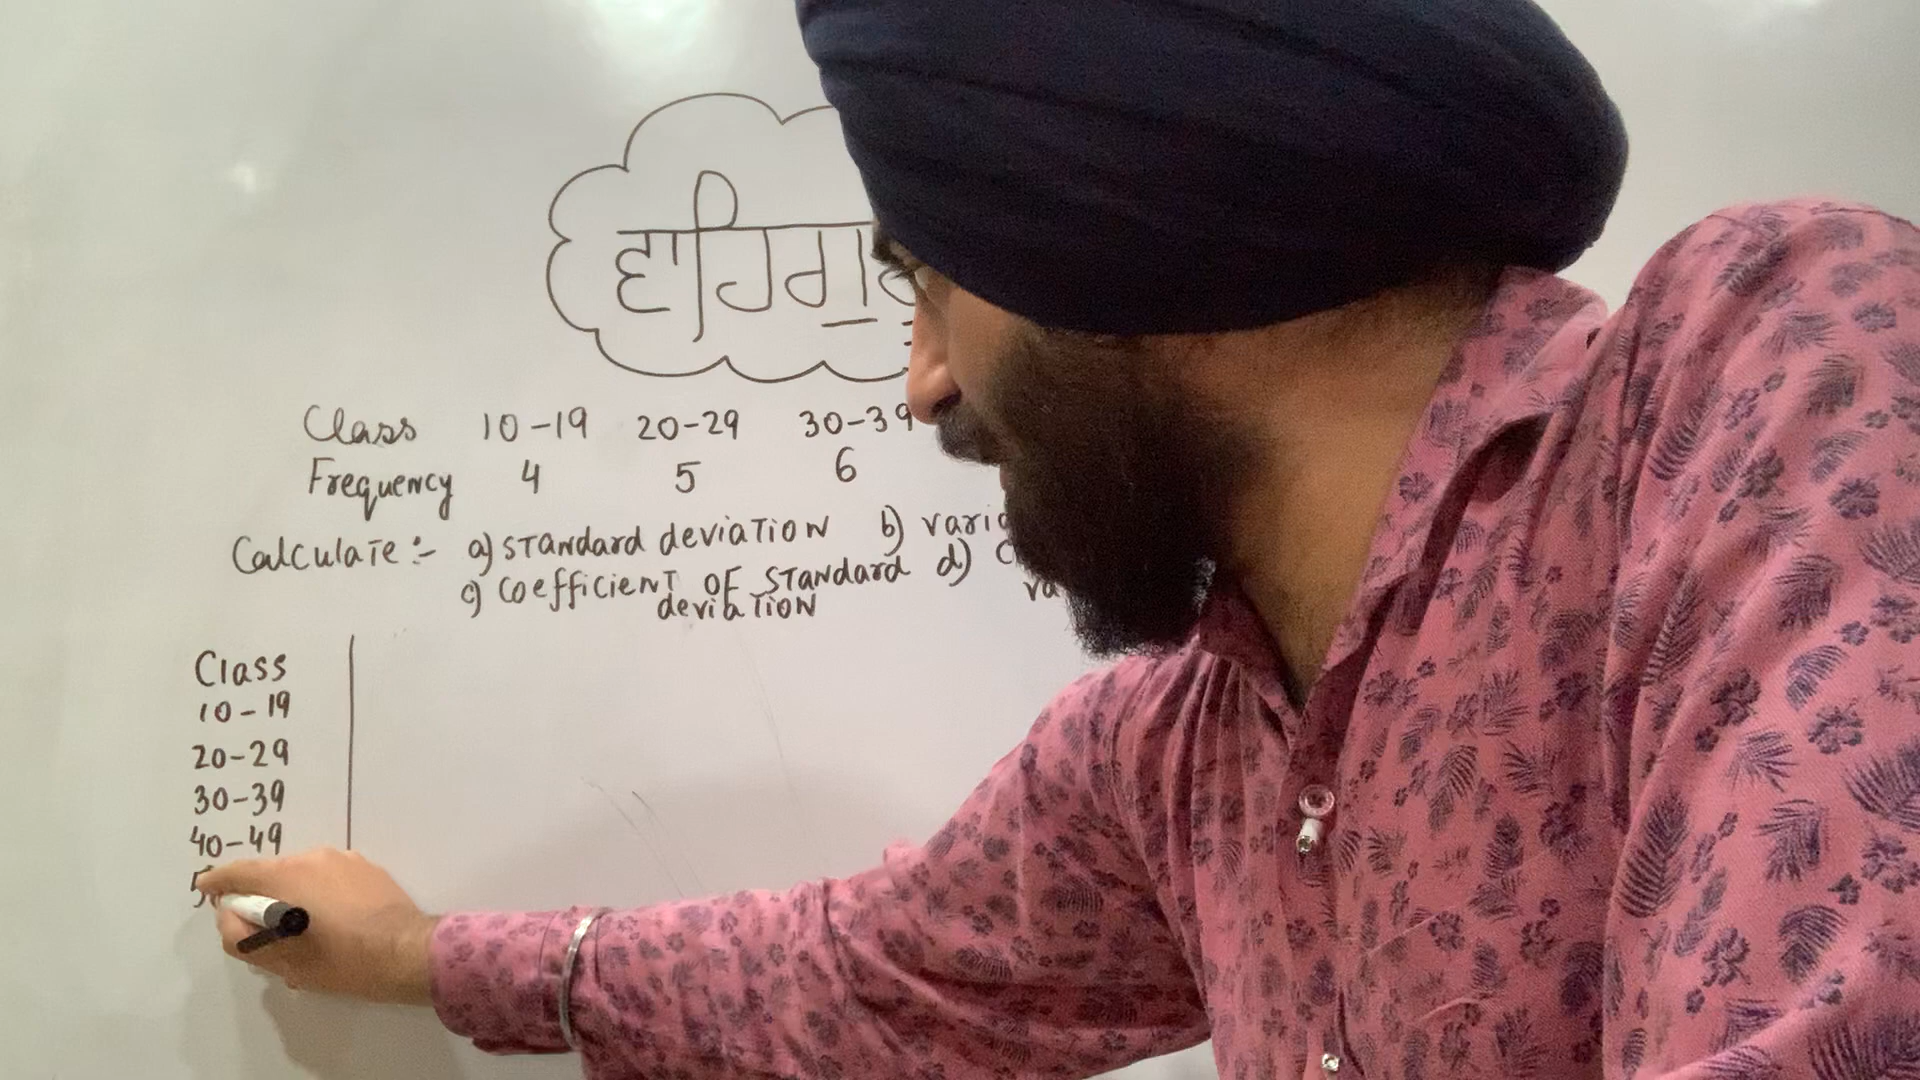 ਵਾਹਿਗੁ
Class 10-19 20-29 30-39
Frequency 4 5 6
Calculate:- a) standard deviation b)
c) coefficient of standard d)
deviation
Class
10-19
20-29
30-39
40-49
5